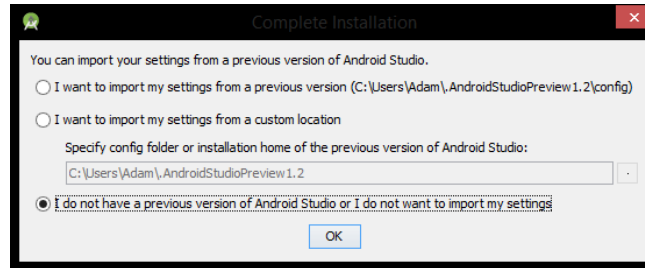 Complete Installation
You can import your settings from a previous version of Android Studio.
I want to import my settings from a previous version (C:\Users\Adam\.AndroidStudioPreview1.2\config)
I want to import my settings from a custom location
Specify config folder or installation home of the previous version of Android Studio:
C:\Users\Adam\.AndroidStudioPreview1.2
.
I do not have a previous version of Android Studio or I do not want to import my settings
OK